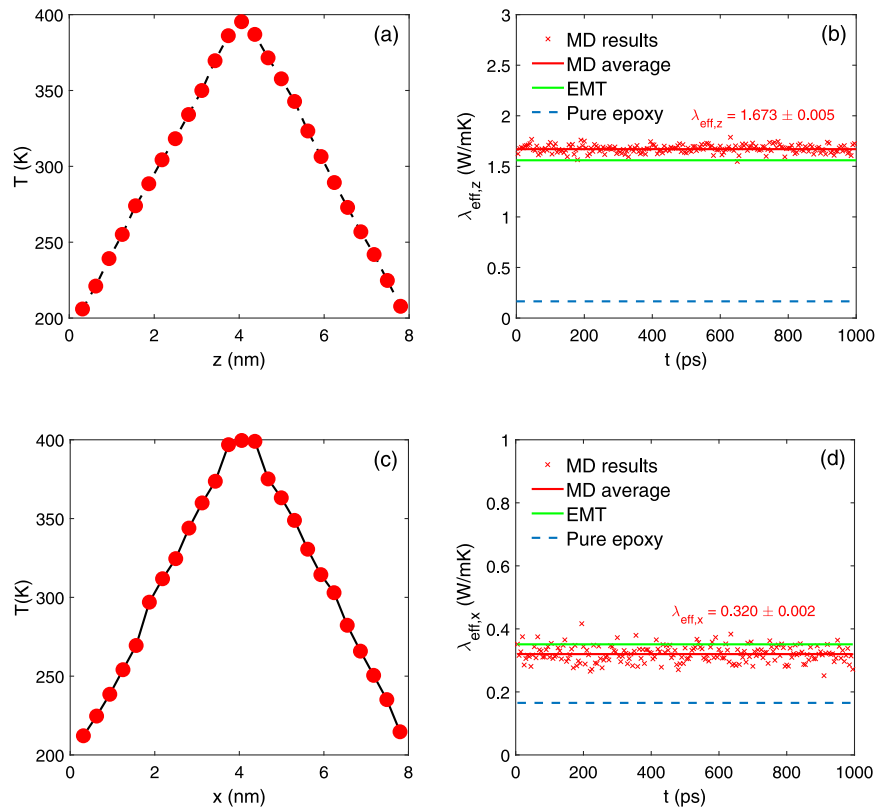 (a)
400
350
300
250
200
T (K)
0 2 4 6 8
z (nm)
(b)
MD results
MD average
EMT
Pure epoxy
λeff,z = 1.673 ± 0.005
3
2.5
2
1.5
1
0.5
0
λeff,z (W/mK)
0 200 400 600 800 1000
t (ps)
(c)
400
350
300
250
200
T(K)
0 2 4 6 8
x (nm)
(d)
MD results
MD average
EMT
Pure epoxy
λeff,x = 0.320 ± 0.002
1
0.8
0.6
0.4
0.2
0
λeff,x (W/mK)
0 200 400 600 800 1000
t (ps)